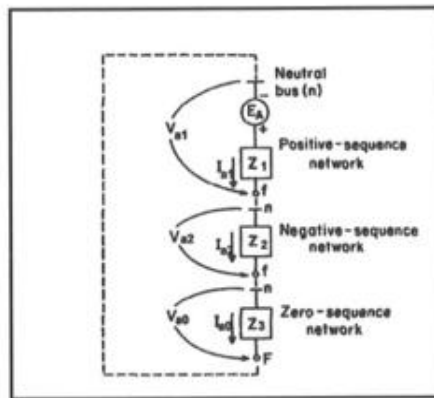 Neutral
bus (n)
−
E_A
+
V_a1
Positive-sequence
network
I_a1
Z_1
f
n
V_a2
Negative-sequence
network
I_a2
Z_2
f
n
V_a0
Zero-sequence
network
I_a0
Z_3
F